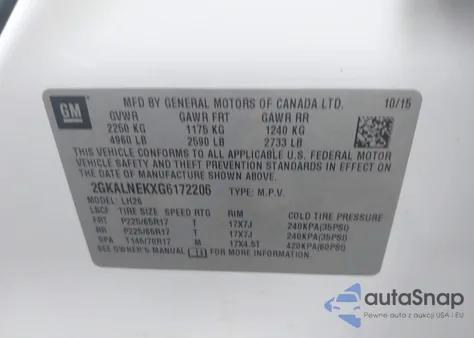 GM
MFD BY GENERAL MOTORS OF CANADA LTD. 10/15
GVWR GAWR FRT GAWR RR
2250 KG 1175 KG 1240 KG
4960 LB 2590 LB 2733 LB
THIS VEHICLE CONFORMS TO ALL APPLICABLE U.S. FEDERAL MOTOR
VEHICLE SAFETY AND THEFT PREVENTION STANDARDS IN EFFECT
ON THE DATE OF MANUFACTURE SHOWN ABOVE.
2GKALNEKXG6172206 TYPE: M.P.V.
MODEL: LH26
LBCF TIRE SIZE SPEED RTG RIM COLD TIRE PRESSURE
FRT P225/65R17 T 17X7J 240KPA(35PSI)
RR P225/65R17 T 17X7J 240KPA(35PSI)
SPA T145/70R17 M 17X4.5T 420KPA(60PSI)
SEE OWNER'S MANUAL FOR MORE INFORMATION
autaSnap
Pewne auto z aukcji USA i EU